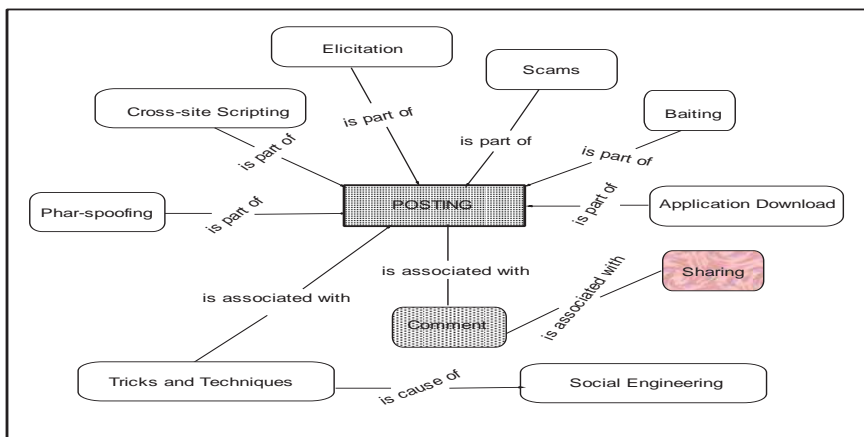 Elicitation
Scams
Cross-site Scripting
Baiting
is part of
is part of
is part of
is part of
Phar-spoofing
is part of
POSTING
is part of
Application Download
is associated with
is associated with
Sharing
is associated with
Comment
Tricks and Techniques
is cause of
Social Engineering